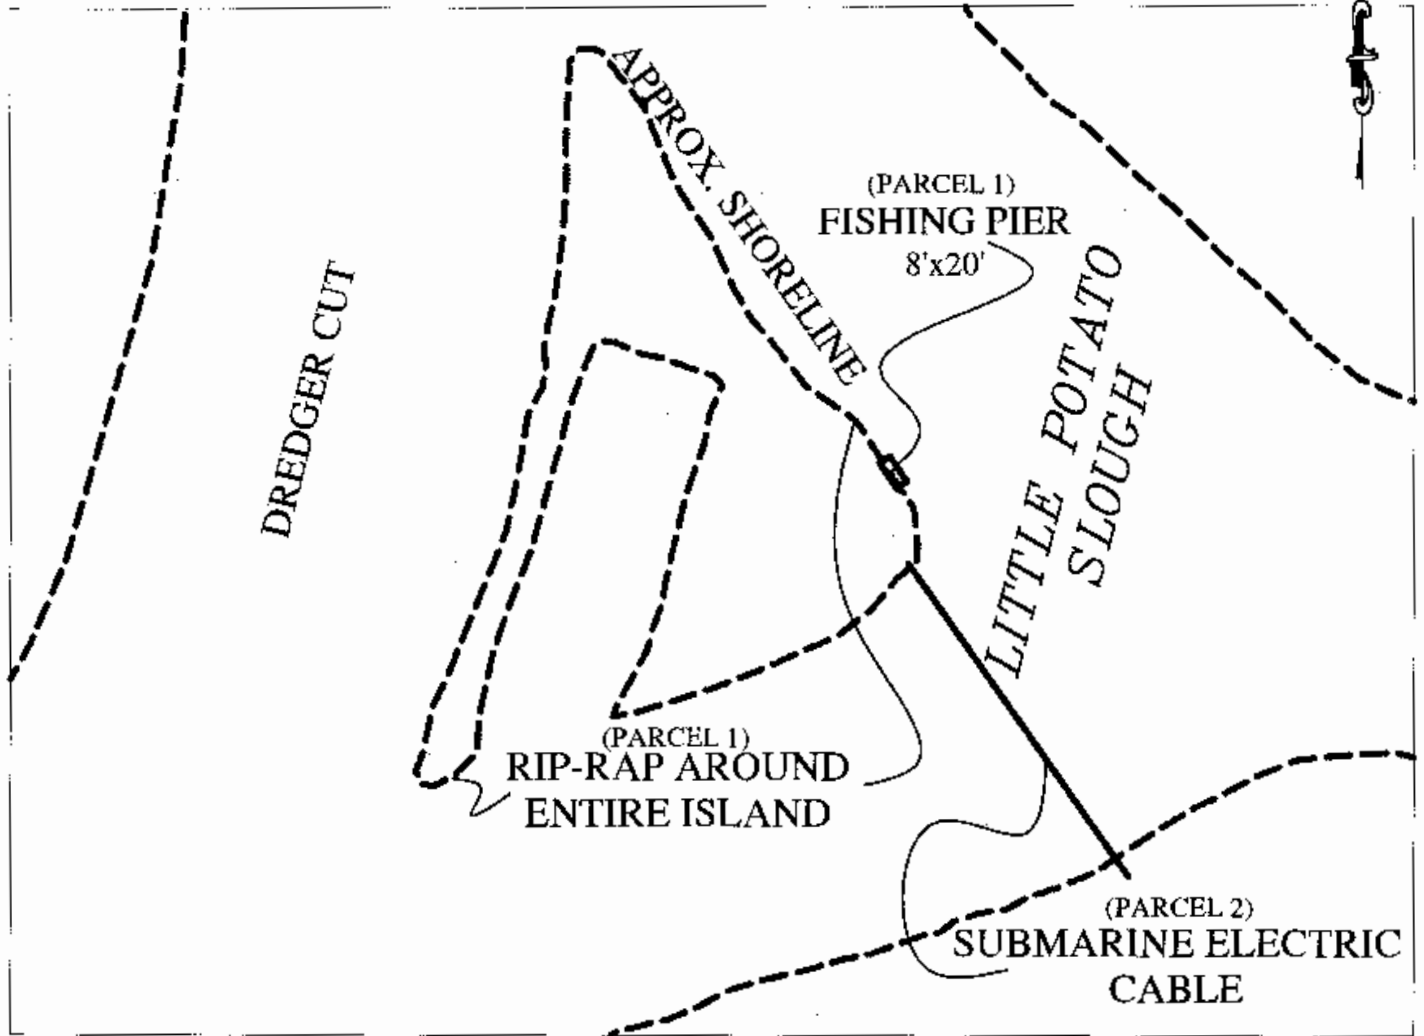 APPROX. SHORELINE
(PARCEL 1)
FISHING PIER
8'x20'
DREDGER CUT
LITTLE POTATO
SLOUGH
(PARCEL 1)
RIP-RAP AROUND
ENTIRE ISLAND
(PARCEL 2)
SUBMARINE ELECTRIC
CABLE